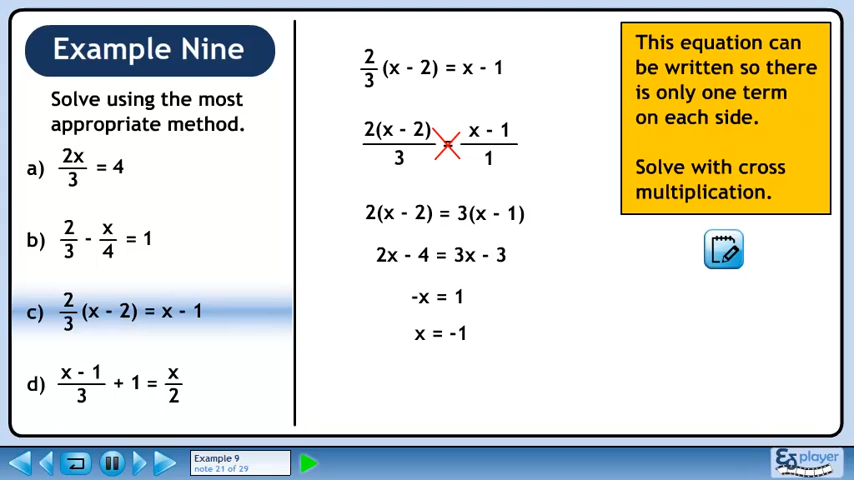 Example Nine
Solve using the most
appropriate method.
a) 2x/3 = 4
b) 2/3 - x/4 = 1
c) 2/3 (x - 2) = x - 1
d) x - 1/3 + 1 = x/2
2/3 (x - 2) = x - 1
2(x - 2)/3 = x - 1/1
2(x - 2) = 3(x - 1)
2x - 4 = 3x - 3
-x = 1
x = -1
This equation can
be written so there
is only one term
on each side.
Solve with cross
multiplication.
Example 9
note 21 of 29
player